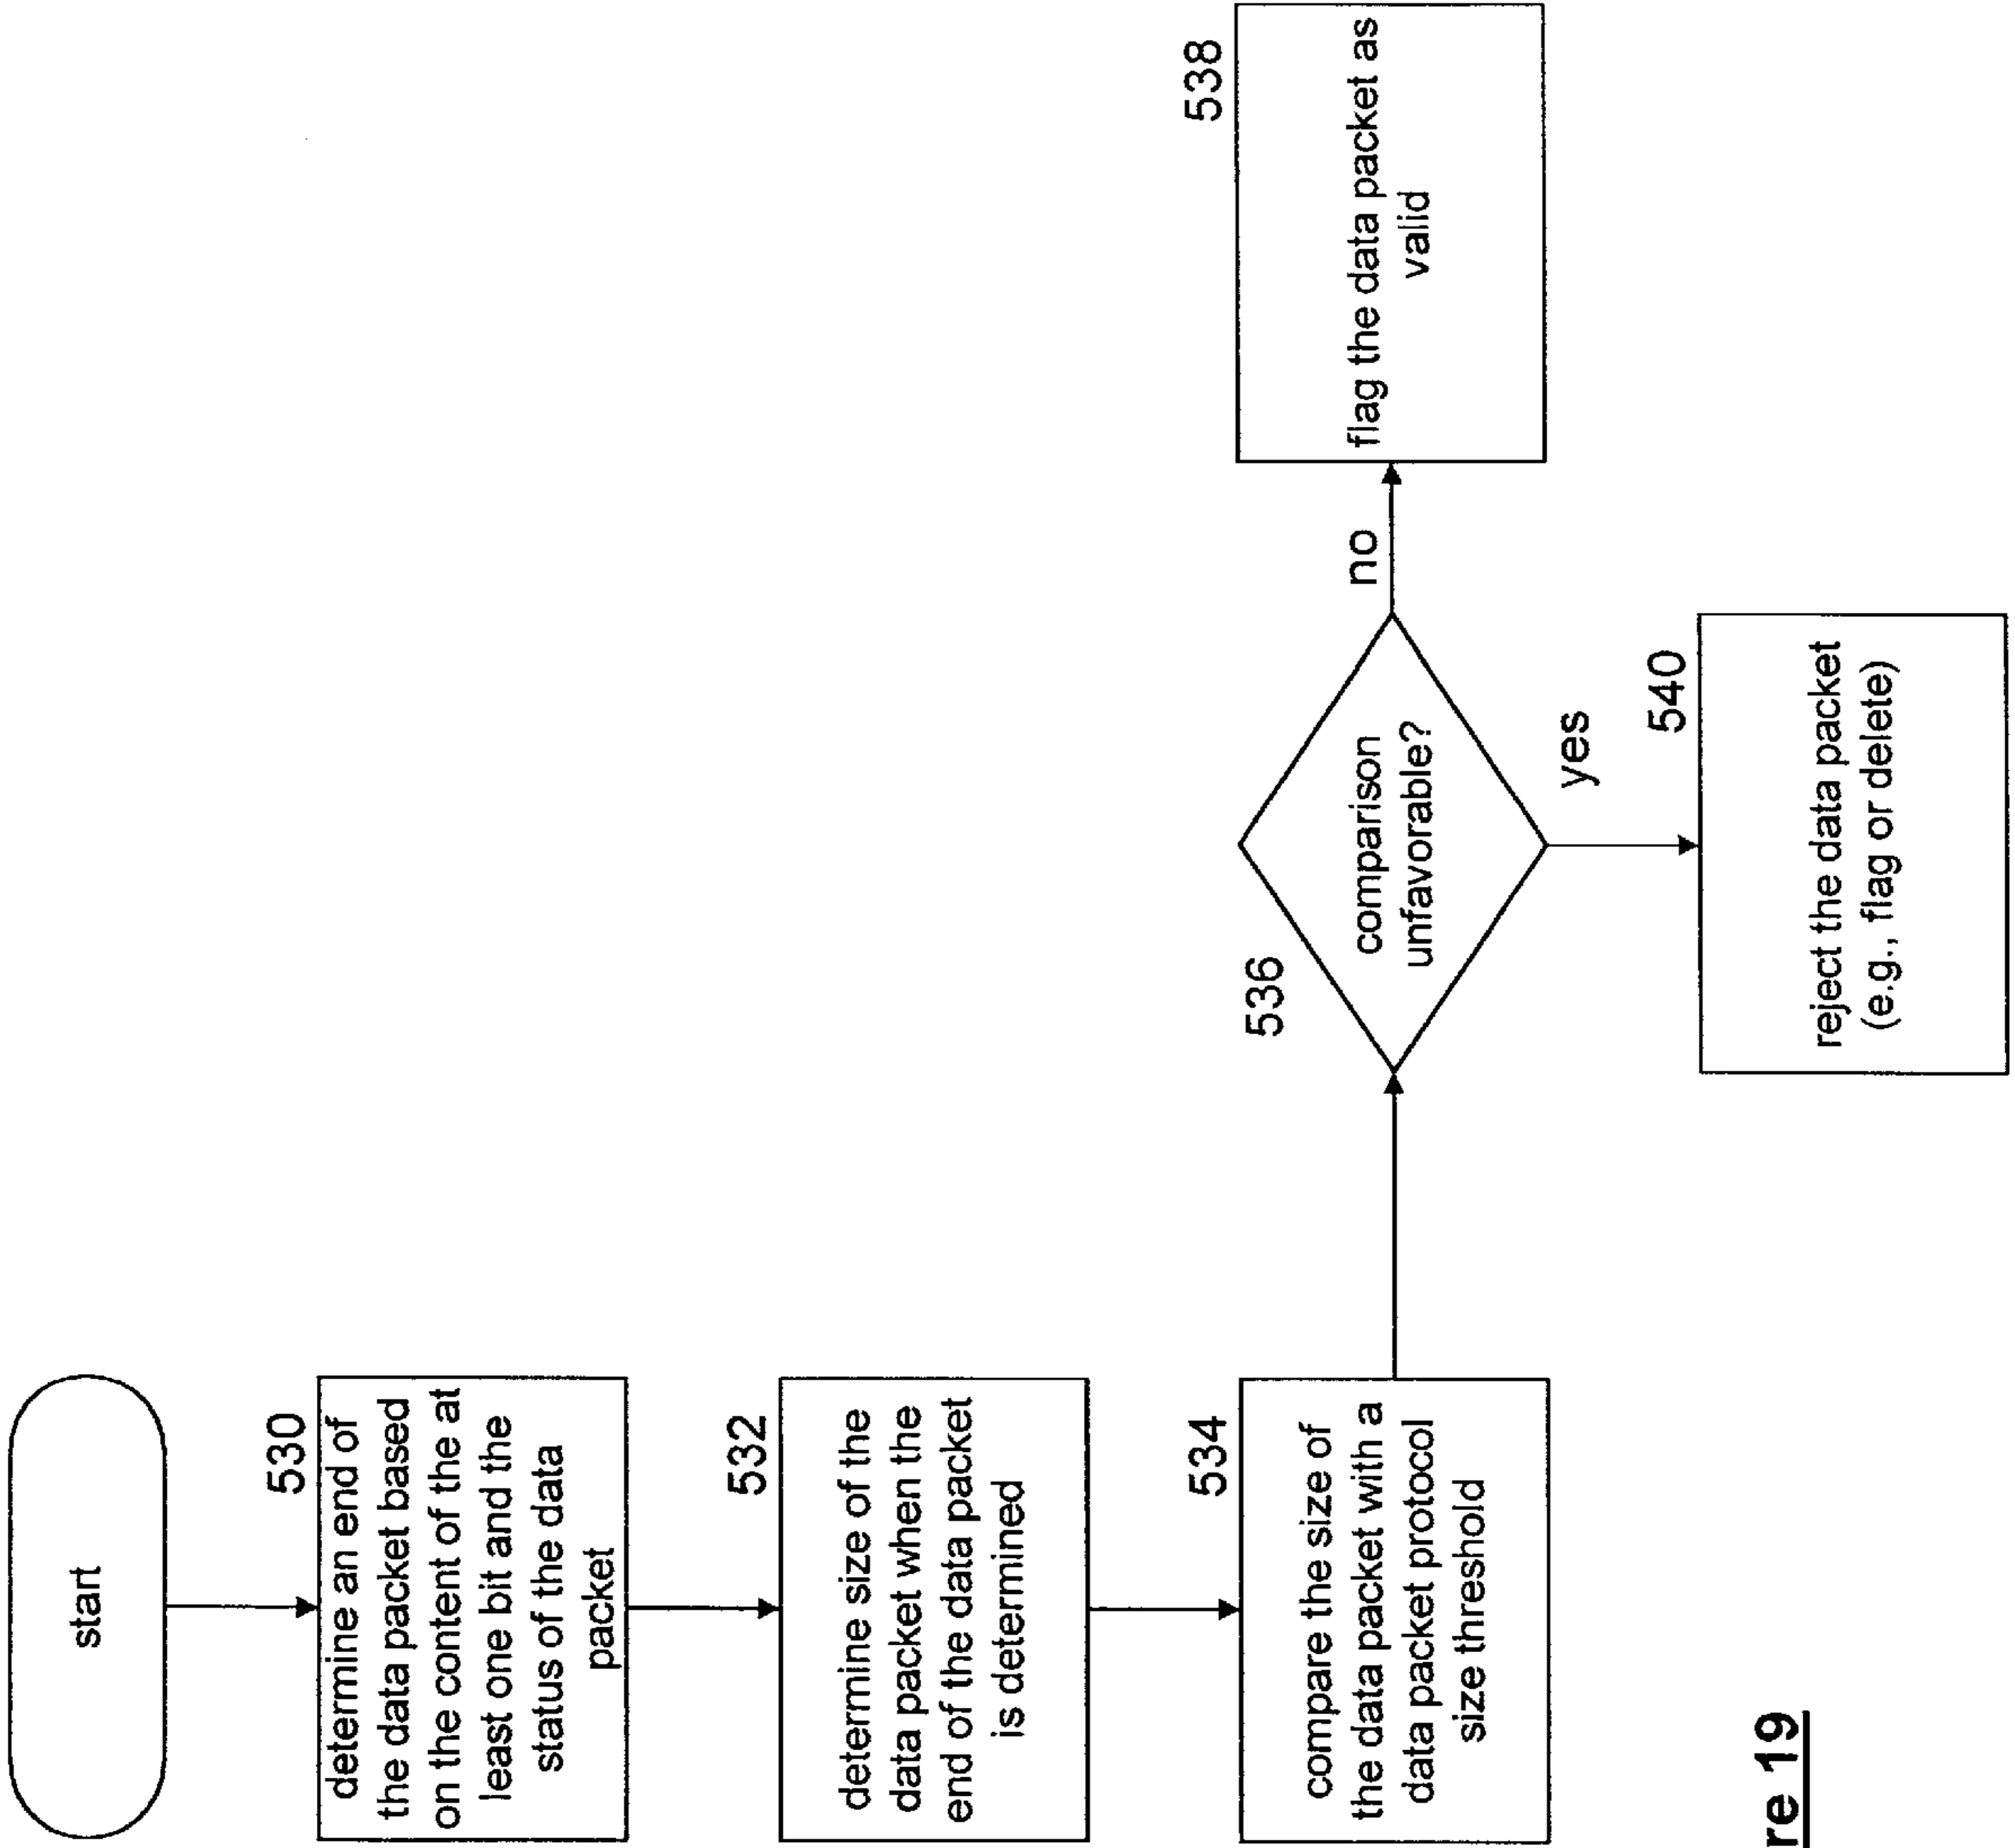 start
530
determine an end of
the data packet based
on the content of the at
least one bit and the
status of the data
packet
532
determine size of the
data packet when the
end of the data packet
is determined
534
compare the size of
the data packet with a
data packet protocol
size threshold
536
comparison
unfavorable?
no
yes
538
flag the data packet as
valid
540
reject the data packet
(e.g., flag or delete)
re 19